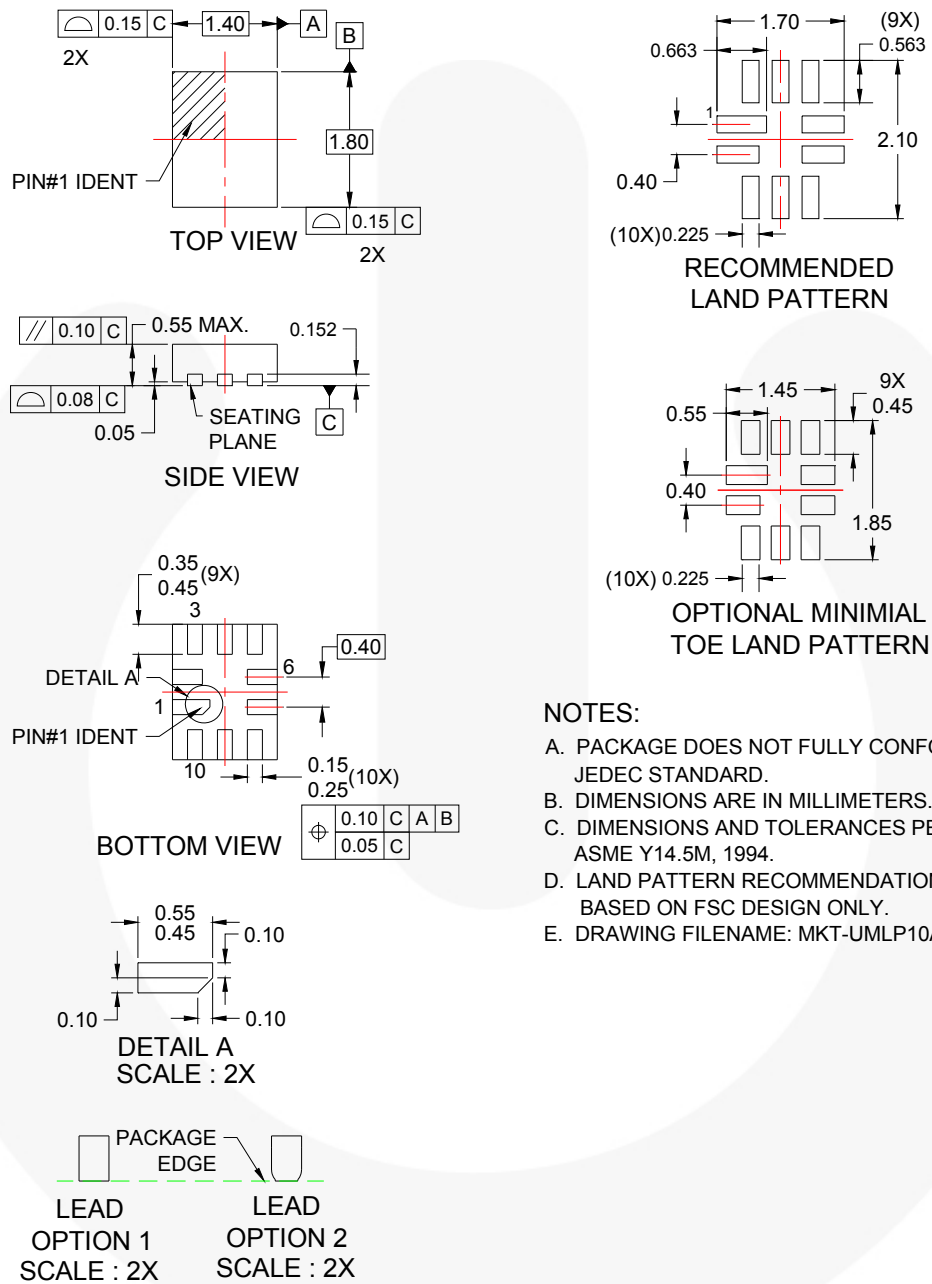 0.15 C
2X
1.40
A
B
1.80
PIN#1 IDENT
0.15 C
2X
TOP VIEW
1.70
(9X)
0.563
0.663
1
2.10
0.40
(10X) 0.225
RECOMMENDED
LAND PATTERN
// 0.10 C
0.55 MAX.
0.152
0.08 C
0.05
SEATING
PLANE
C
SIDE VIEW
1.45
9X
0.45
0.55
0.40
1.85
(10X) 0.225
OPTIONAL MINIMIAL
TOE LAND PATTERN
0.35
0.45
(9X)
3
0.40
DETAIL A
6
1
PIN#1 IDENT
10
0.15
0.25
(10X)
0.10 C A B
0.05 C
BOTTOM VIEW
NOTES:
A. PACKAGE DOES NOT FULLY
JEDEC STANDARD.
B. DIMENSIONS ARE IN MILLIMETERS.
C. DIMENSIONS AND TOLERANCES
ASME Y14.5M, 1994.
D. LAND PATTERN RECOMMENDATION
BASED ON FSC DESIGN ONLY.
E. DRAWING FILENAME: MKT-UMLP10A
0.55
0.45
0.10
0.10
0.10
DETAIL A
SCALE : 2X
PACKAGE
EDGE
LEAD
OPTION 1
SCALE : 2X
LEAD
OPTION 2
SCALE : 2X